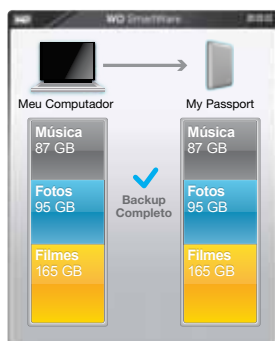 WD SmartWare
Meu Computador
My Passport
Música
87 GB
Fotos
95 GB
Filmes
165 GB
Backup
Completo
Música
87 GB
Fotos
95 GB
Filmes
165 GB